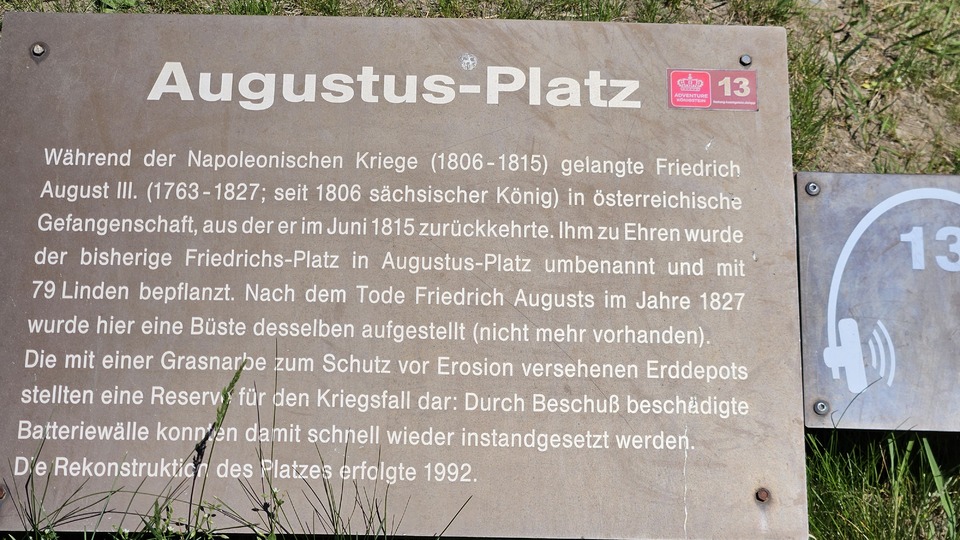 Augustus-Platz
ADVENTURE
KÖNIGSTEIN
13
Während der Napoleonischen Kriege (1806-1815) gelangte Friedrich
August III. (1763-1827; seit 1806 sächsischer König) in österreichische
Gefangenschaft, aus der er im Juni 1815 zurückkehrte. Ihm zu Ehren wurde
der bisherige Friedrichs-Platz in Augustus-Platz umbenannt und mit
79 Linden bepflanzt. Nach dem Tode Friedrich Augusts im Jahre 1827
wurde hier eine Büste desselben aufgestellt (nicht mehr vorhanden).
Die mit einer Grasnarbe zum Schutz vor Erosion versehenen Erddepots
stellten eine Reserve für den Kriegsfall dar: Durch Beschuß beschädigte
Batteriewälle konnten damit schnell wieder instandgesetzt werden.
Die Rekonstruktion des Platzes erfolgte 1992.
13